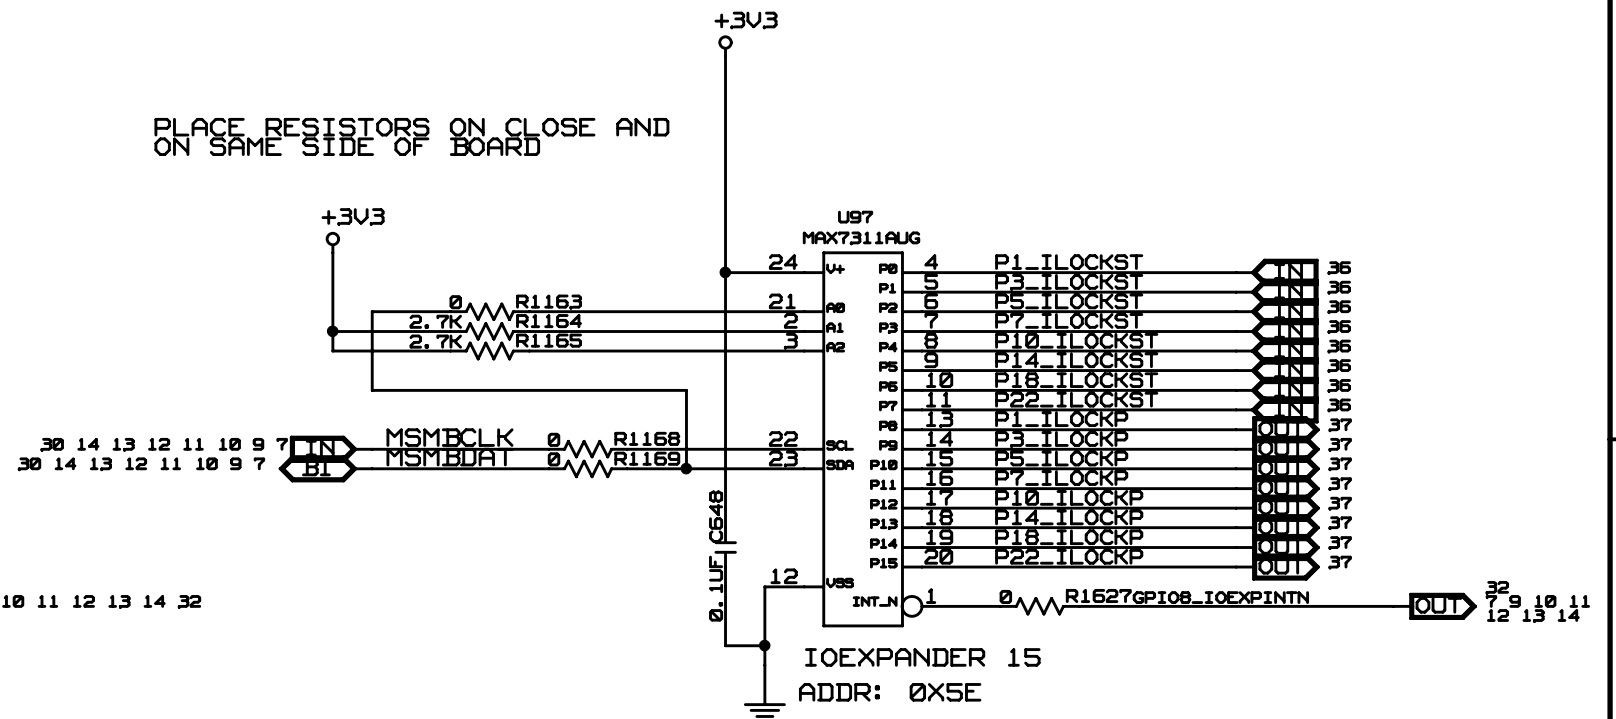 +3V3
PLACE RESISTORS ON CLOSE AND
ON SAME SIDE OF BOARD
+3V3
U97
MAX7311AUG
24 V+ P0 4 P1_ILOCKST IN 36
P1 5 P3_ILOCKST IN 36
0 R1163 21 A0 P2 6 P5_ILOCKST IN 36
2.7K R1164 2 A1 P3 7 P7_ILOCKST IN 36
2.7K R1165 3 A2 P4 8 P10_ILOCKST IN 36
P5 9 P14_ILOCKST IN 36
P6 10 P18_ILOCKST IN 36
P7 11 P22_ILOCKST IN 36
P8 13 P1_ILOCKP OUT 37
30 14 13 12 11 10 9 7 IN MSMBCLK 0 R1168 22 SCL P9 14 P3_ILOCKP OUT 37
30 14 13 12 11 10 9 7 BI MSMBDAT 0 R1169 23 SDA P10 15 P5_ILOCKP OUT 37
P11 16 P7_ILOCKP OUT 37
P12 17 P10_ILOCKP OUT 37
P13 18 P14_ILOCKP OUT 37
P14 19 P18_ILOCKP OUT 37
P15 20 P22_ILOCKP OUT 37
0.1UF C648
12 VSS
10 11 12 13 14 32
INT_N 1 0 R1627 GPIO8_IOEXPINTN OUT
32
7 9 10 11
12 13 14
IOEXPANDER 15
ADDR: 0X5E